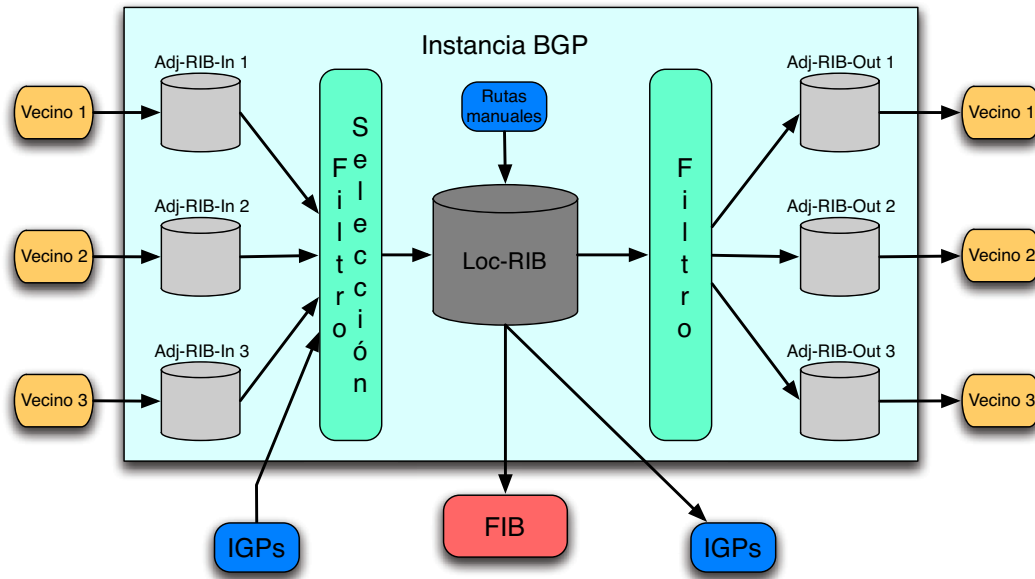 Instancia BGP
Adj-RIB-In 1
Vecino 1
Adj-RIB-In 2
Vecino 2
Adj-RIB-In 3
Vecino 3
Filtro
Selección
Rutas
manuales
Loc-RIB
Filtro
Adj-RIB-Out 1
Vecino 1
Adj-RIB-Out 2
Vecino 2
Adj-RIB-Out 3
Vecino 3
IGPs
FIB
IGPs